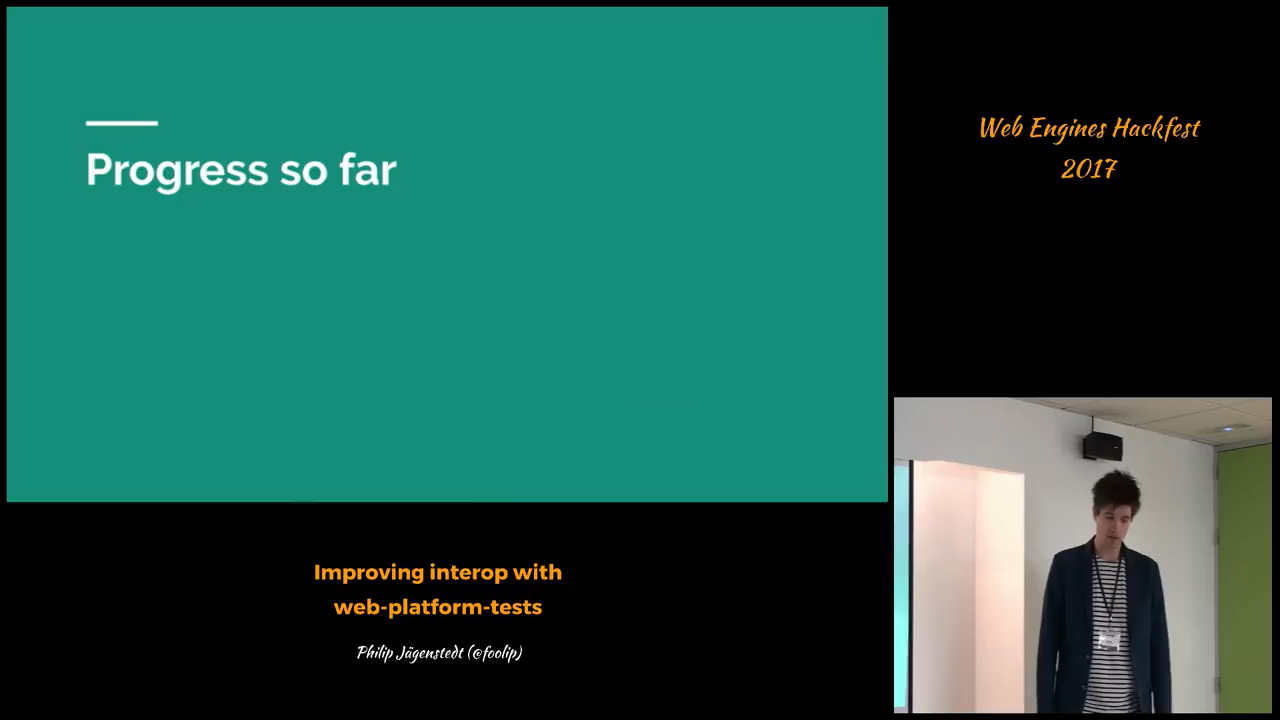 Progress so far
Web Engines Hackfest
2017
Improving interop with
web-platform-tests
Philip Jägenstedt (@foolip)